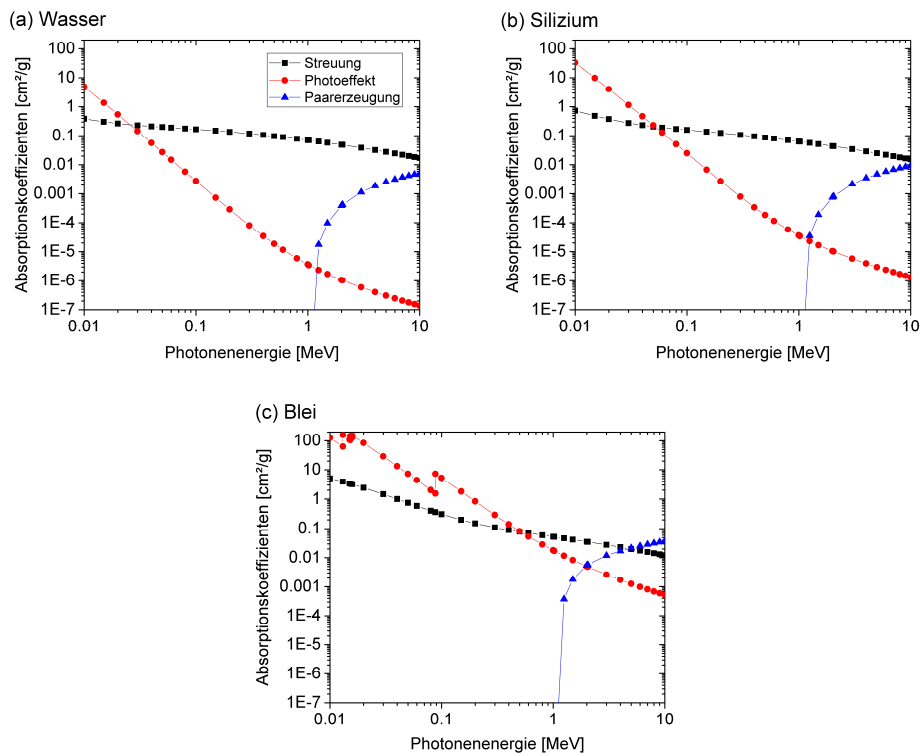 (a) Wasser
Absorptionskoeffizienten [cm²/g]
100
10
1
0.1
0.01
0.001
1E-4
1E-5
1E-6
1E-7
0.01
0.1
1
10
Photonenenergie [MeV]
Streuung
Photoeffekt
Paarerzeugung
(b) Silizium
Absorptionskoeffizienten [cm²/g]
100
10
1
0.1
0.01
0.001
1E-4
1E-5
1E-6
1E-7
0.01
0.1
1
10
Photonenenergie [MeV]
(c) Blei
Absorptionskoeffizienten [cm²/g]
100
10
1
0.1
0.01
0.001
1E-4
1E-5
1E-6
1E-7
0.01
0.1
1
10
Photonenenergie [MeV]